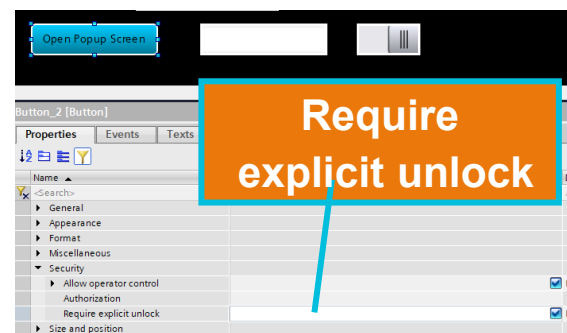 Open Popup Screen
Button_2 [Button]
Properties
Events
Texts
Require
explicit unlock
Name
<Search>
General
Appearance
Format
Miscellaneous
Security
Allow operator control
Authorization
Require explicit unlock
Size and position